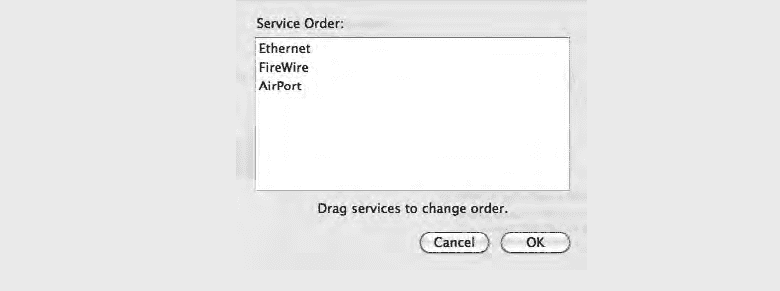 Service Order:
Ethernet
FireWire
AirPort
Drag services to change order.
Cancel OK